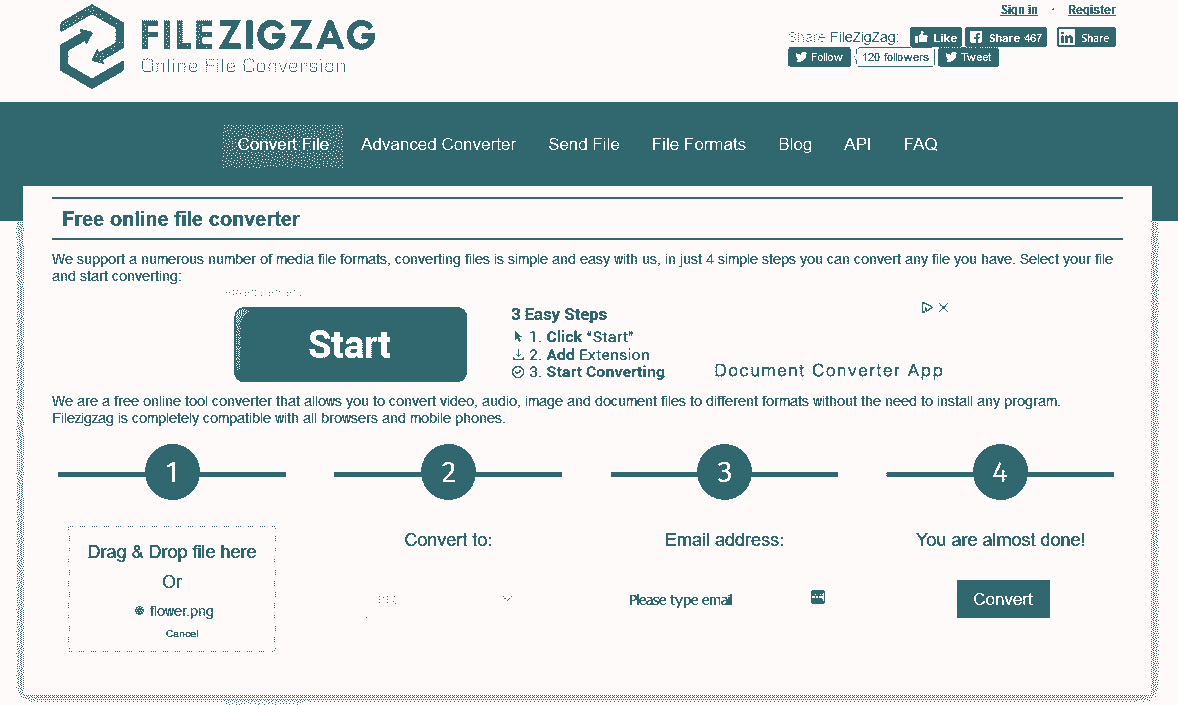 Sign in · Register
FILEZIGZAG
Online File Conversion
Share FileZigZag: Like Share 467 Share
Follow 120 followers Tweet
Convert File Advanced Converter Send File File Formats Blog API FAQ
Free online file converter
We support a numerous number of media file formats, converting files is simple and easy with us, in just 4 simple steps you can convert any file you have. Select your file
and start converting:
Start
3 Easy Steps
1. Click "Start"
2. Add Extension
3. Start Converting
Document Converter App
We are a free online tool converter that allows you to convert video, audio, image and document files to different formats without the need to install any program.
Filezigzag is completely compatible with all browsers and mobile phones.
1 2 3 4
Drag & Drop file here
Or
flower.png
Cancel
Convert to:
Email address:
Please type email
You are almost done!
Convert